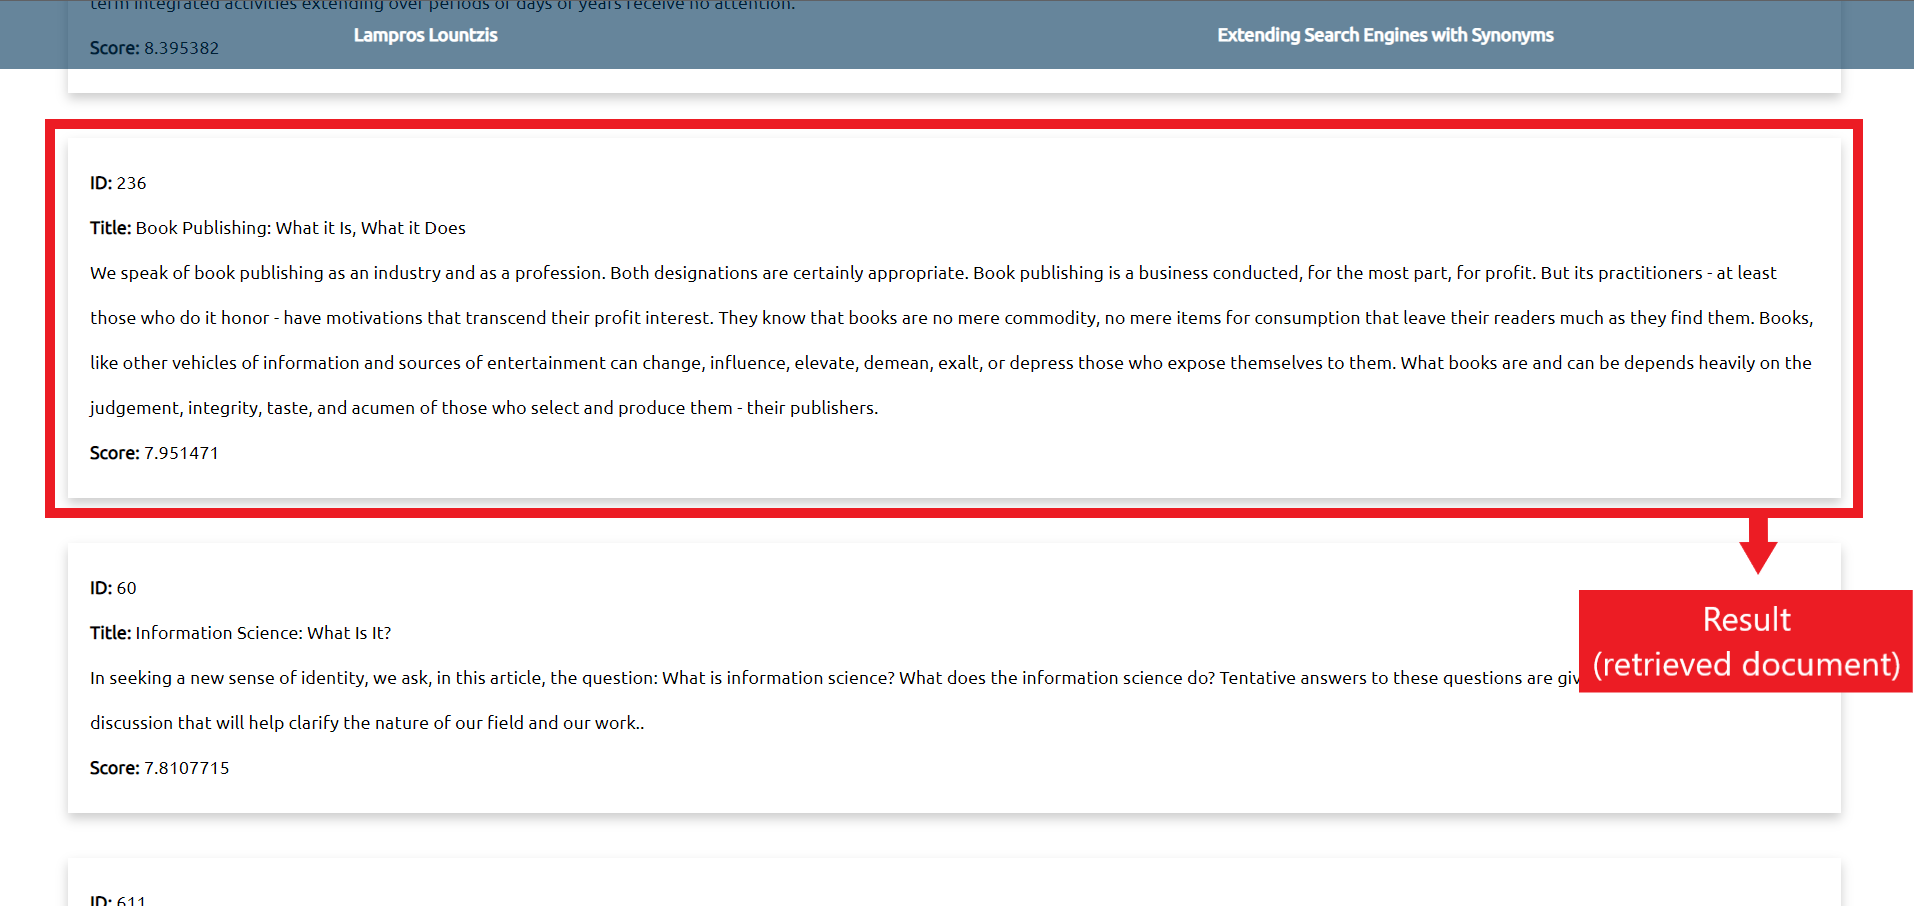 term integrated activities extending over periods of days of years receive no attention.
Lampros Lountzis
Extending Search Engines with Synonyms
Score: 8.395382
ID: 236
Title: Book Publishing: What it Is, What it Does
We speak of book publishing as an industry and as a profession. Both designations are certainly appropriate. Book publishing is a business conducted, for the most part, for profit. But its practitioners - at least
those who do it honor - have motivations that transcend their profit interest. They know that books are no mere commodity, no mere items for consumption that leave their readers much as they find them. Books,
like other vehicles of information and sources of entertainment can change, influence, elevate, demean, exalt, or depress those who expose themselves to them. What books are and can be depends heavily on the
judgement, integrity, taste, and acumen of those who select and produce them - their publishers.
Score: 7.951471
ID: 60
Title: Information Science: What Is It?
In seeking a new sense of identity, we ask, in this article, the question: What is information science? What does the information science do? Tentative answers to these questions are giv
discussion that will help clarify the nature of our field and our work..
Score: 7.8107715
Result
(retrieved document)
ID: 611